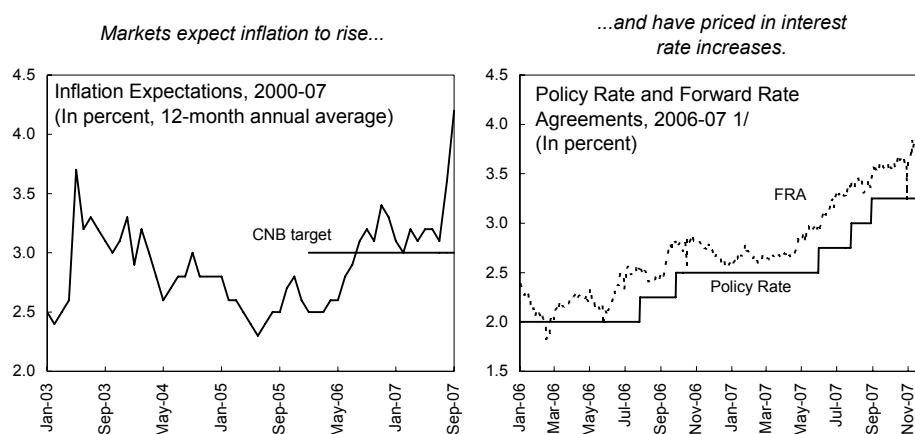 Markets expect inflation to rise...
Inflation Expectations, 2000-07
(In percent, 12-month annual average)
4.5
4.0
3.5
3.0
2.5
2.0
CNB target
Jan-03
Sep-03
May-04
Jan-05
Sep-05
May-06
Jan-07
Sep-07
...and have priced in interest
rate increases.
Policy Rate and Forward Rate
Agreements, 2006-07 1/
(In percent)
4.5
4.0
3.5
3.0
2.5
2.0
1.5
FRA
Policy Rate
Jan-06
Mar-06
May-06
Jul-06
Sep-06
Nov-06
Jan-07
Mar-07
May-07
Jul-07
Sep-07
Nov-07